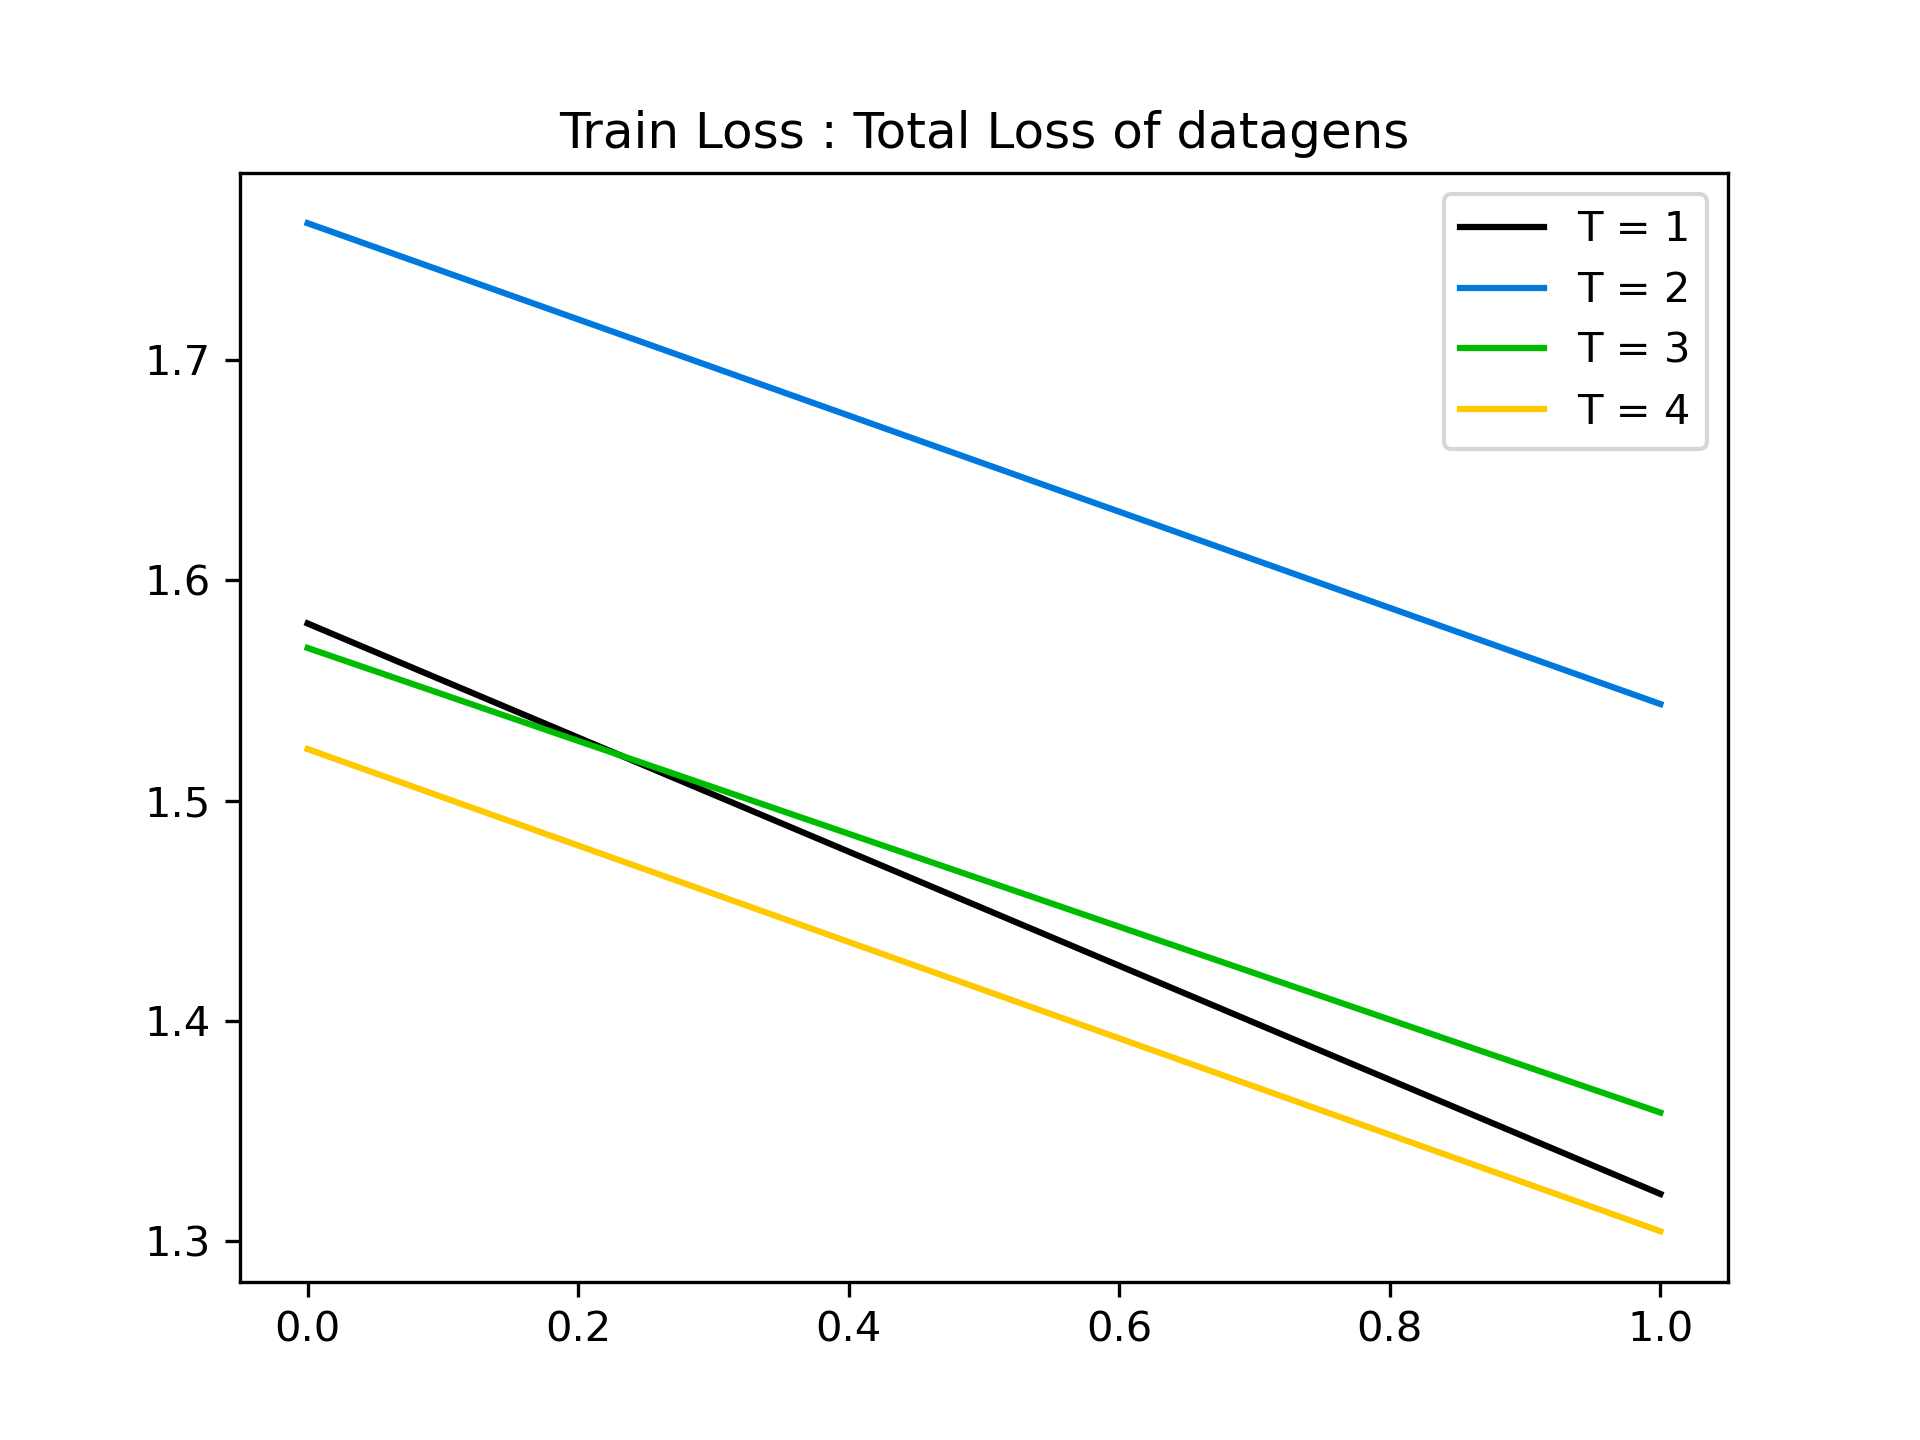 Train Loss : Total Loss of datagens
T = 1
T = 2
T = 3
T = 4
1.7
1.6
1.5
1.4
1.3
0.0 0.2 0.4 0.6 0.8 1.0